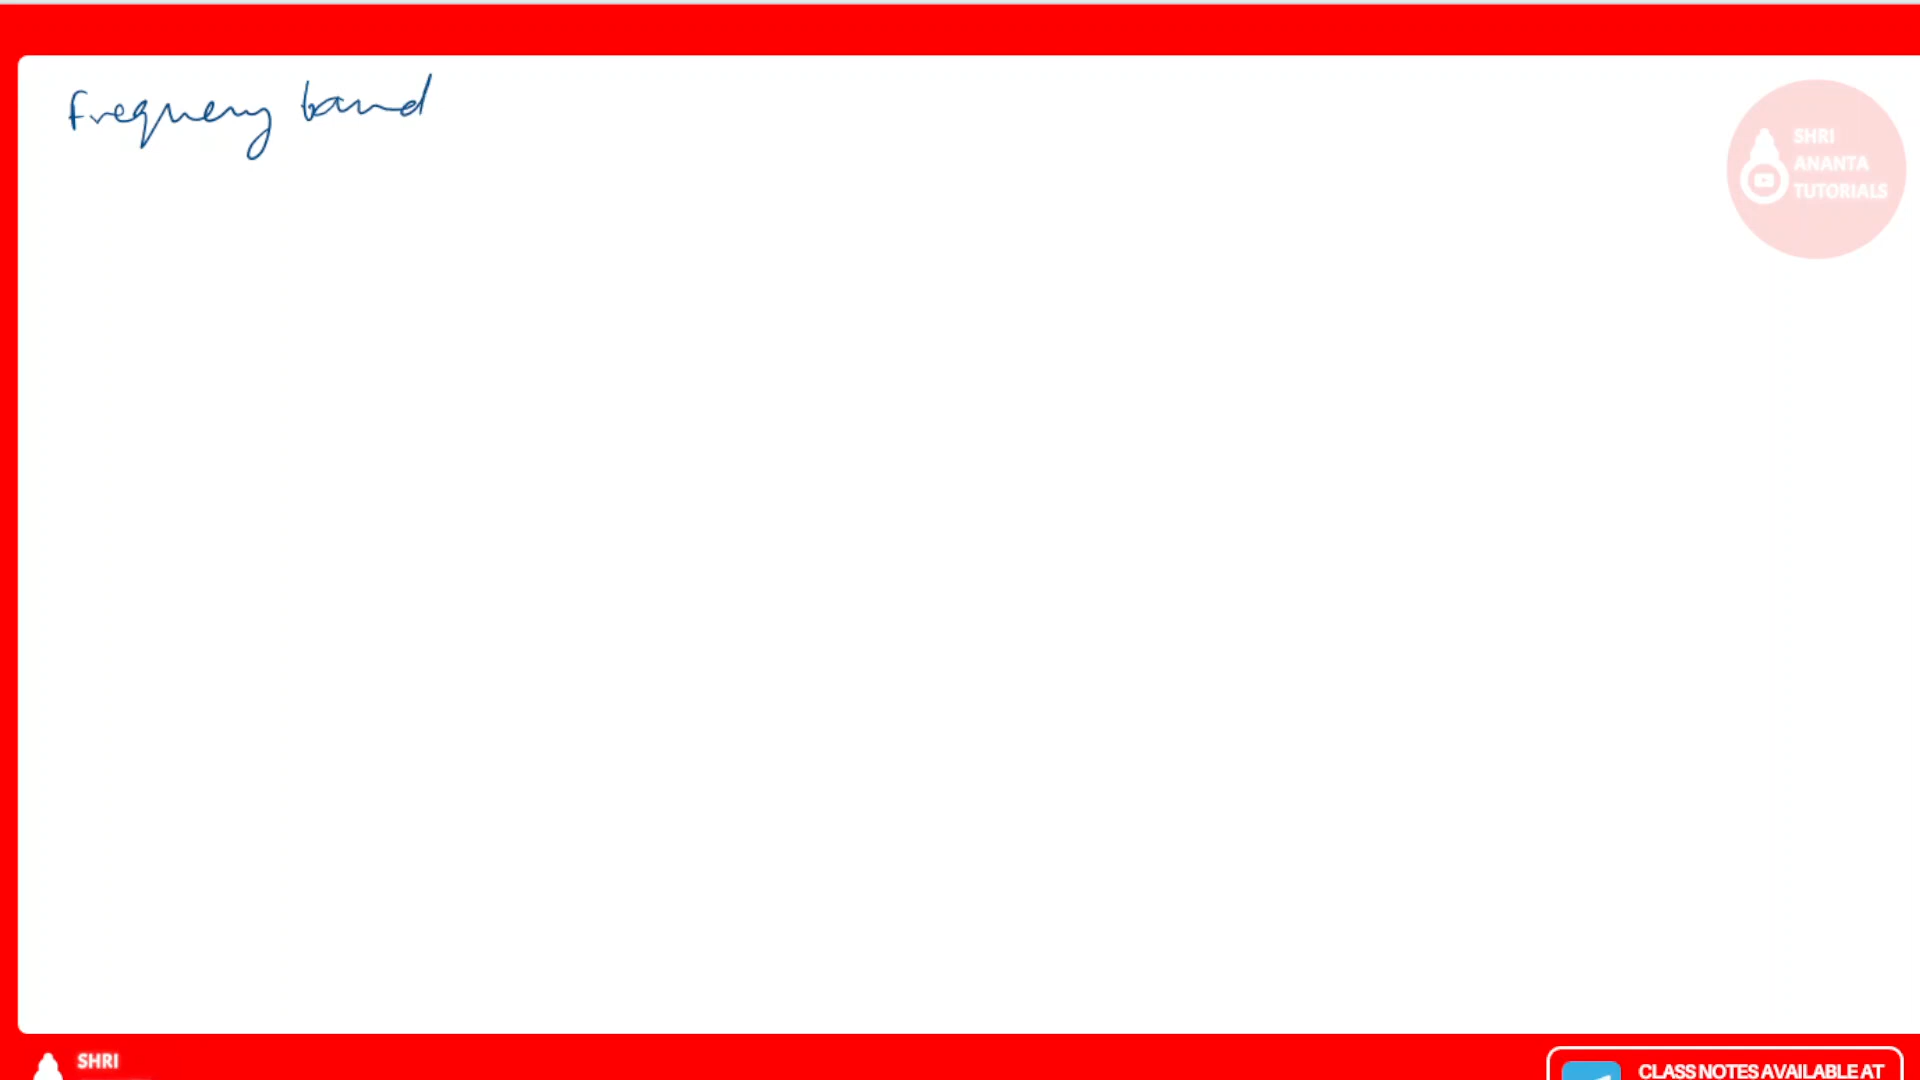 Frequency band
SHRI
ANANTA
TUTORIALS
SHRI
CLASS NOTES AVAILABLE AT